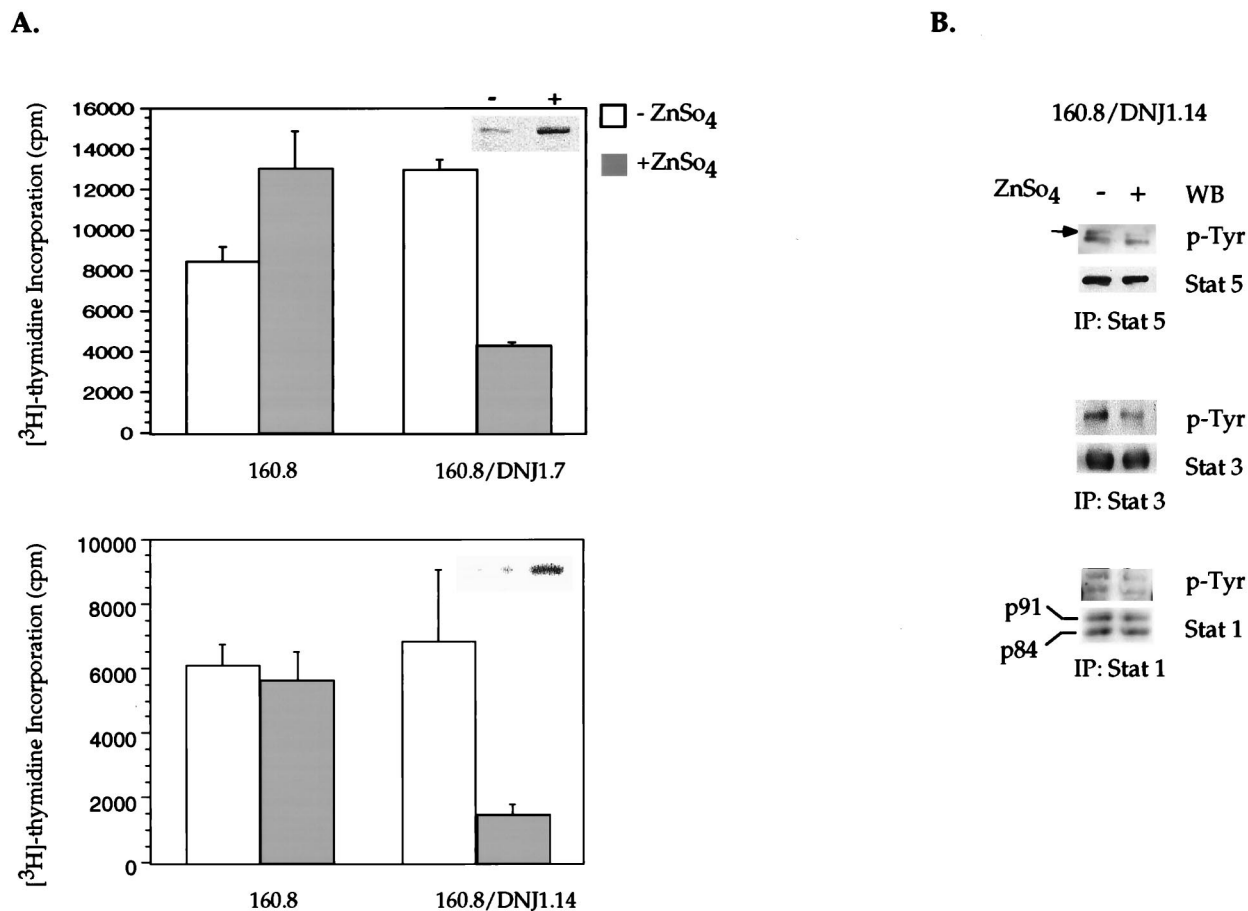 A.
[³H]-thymidine Incorporation (cpm)
16000
14000
12000
10000
8000
6000
4000
2000
0
- +
- ZnSo₄
+ZnSo₄
160.8 160.8/DNJ1.7
[³H]-thymidine Incorporation (cpm)
10000
8000
6000
4000
2000
0
160.8 160.8/DNJ1.14
B.
160.8/DNJ1.14
ZnSo₄ - + WB
p-Tyr
Stat 5
IP: Stat 5
p-Tyr
Stat 3
IP: Stat 3
p-Tyr
p91
Stat 1
p84
IP: Stat 1